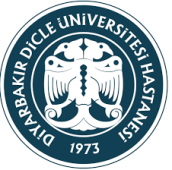 DİYARBAKIR DİCLE ÜNİVERSİTESİ HASTANESİ
1973